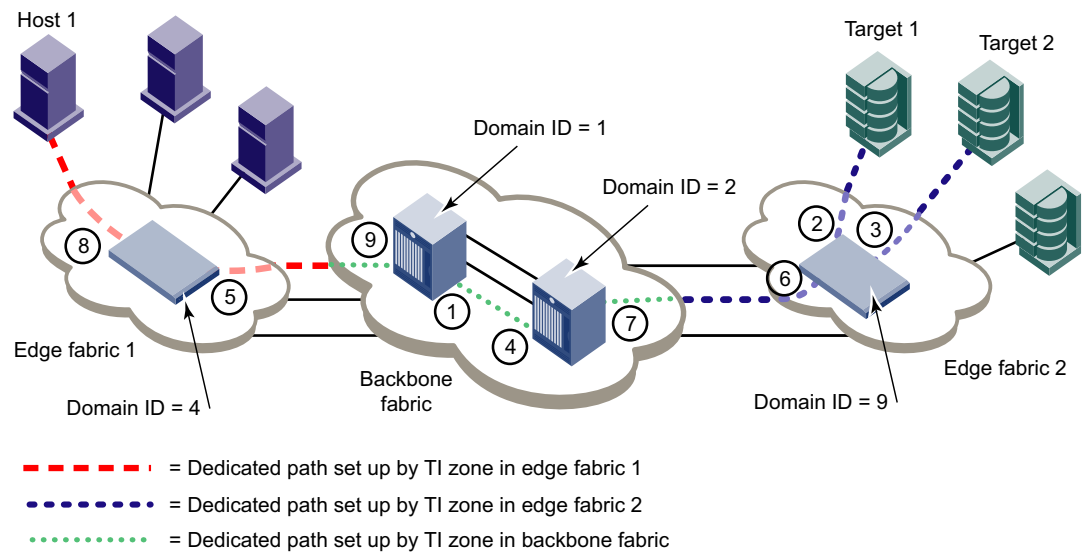 Host 1
Target 1
Target 2
Domain ID = 1
Domain ID = 2
8
5
9
1
4
7
2
3
6
Edge fabric 1
Backbone
fabric
Edge fabric 2
Domain ID = 4
Domain ID = 9
= Dedicated path set up by TI zone in edge fabric 1
= Dedicated path set up by TI zone in edge fabric 2
= Dedicated path set up by TI zone in backbone fabric